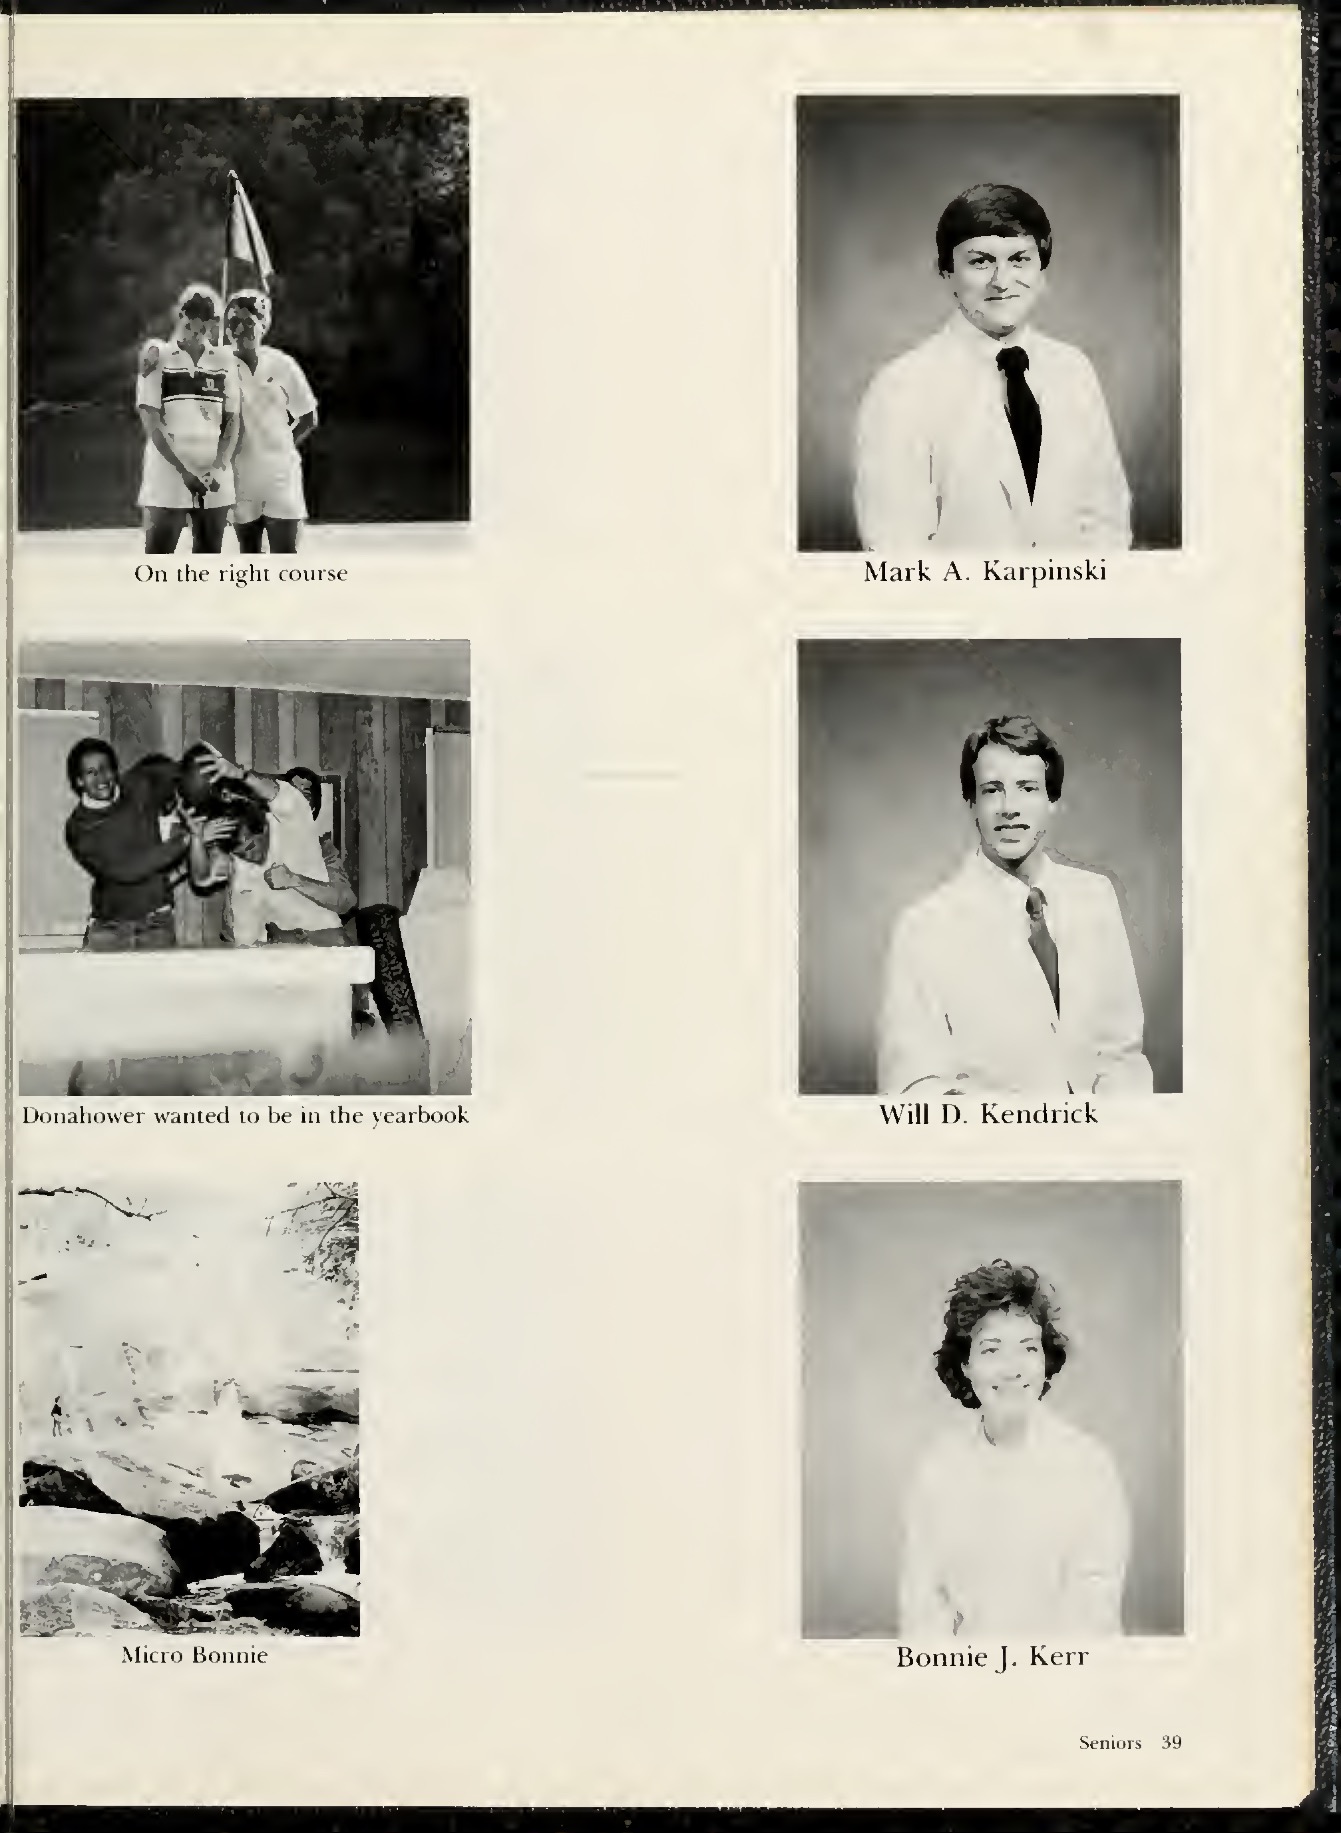 On the right course
Mark A. Karpinski
Donahower wanted to be in the yearbook
Will D. Kendrick
Micro Bonnie
Bonnie J. Kerr
Seniors 39